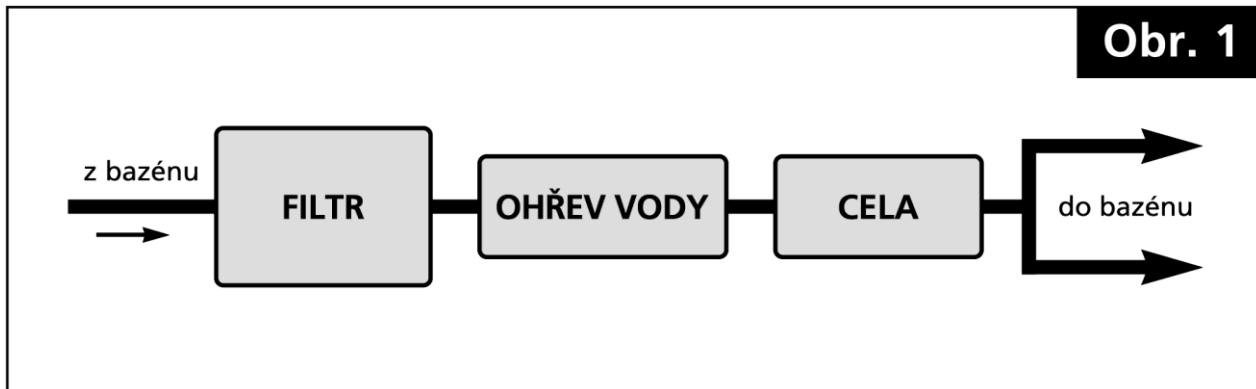 Obr. 1
z bazénu
FILTR
OHŘEV VODY
CELA
do bazénu